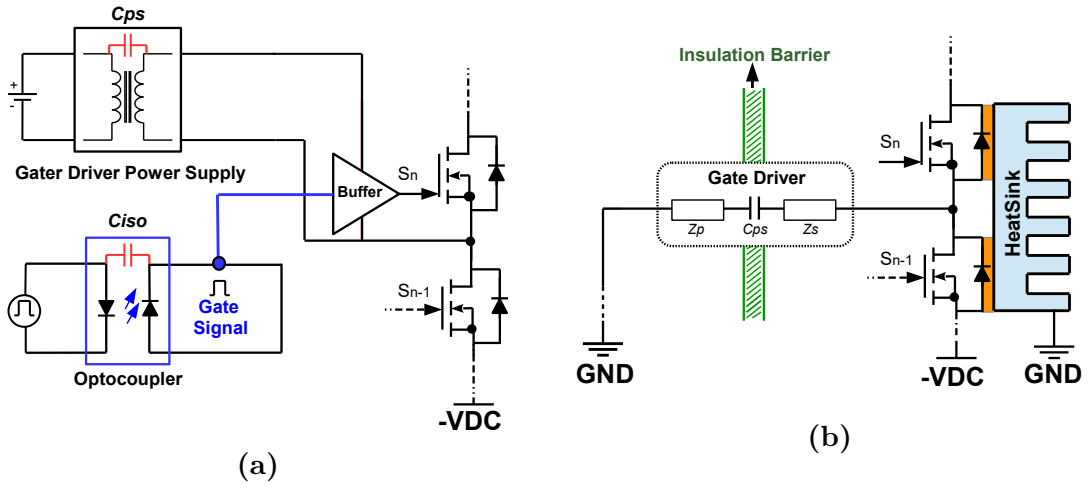 Cps
+
-
Gater Driver Power Supply
Buffer
Sn
Ciso
Sn-1
Gate
Signal
Optocoupler
-VDC
(a)
Insulation Barrier
Sn
Gate Driver
Zp
Cps
Zs
HeatSink
Sn-1
GND
-VDC
GND
(b)